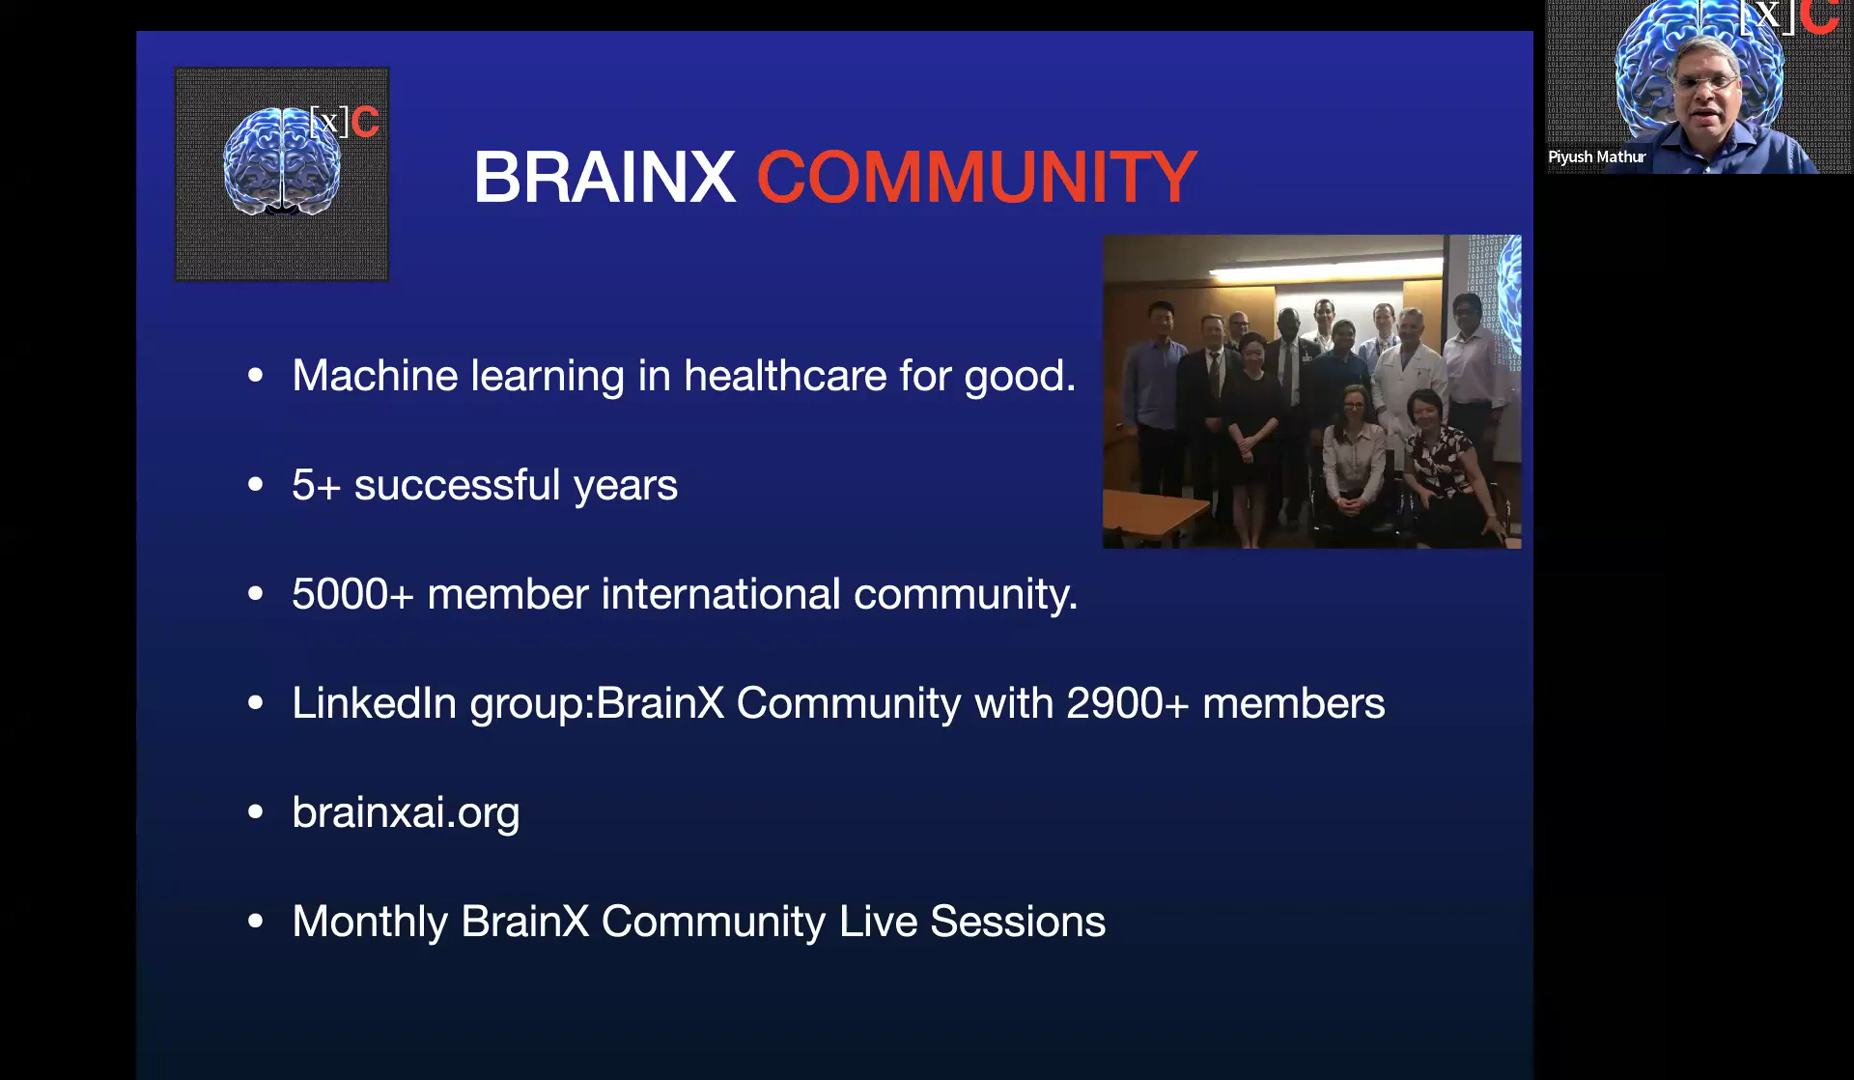 [x]C
BRAINX COMMUNITY
[x]C
Piyush Mathur
• Machine learning in healthcare for good.
• 5+ successful years
• 5000+ member international community.
• LinkedIn group:BrainX Community with 2900+ members
• brainxai.org
• Monthly BrainX Community Live Sessions